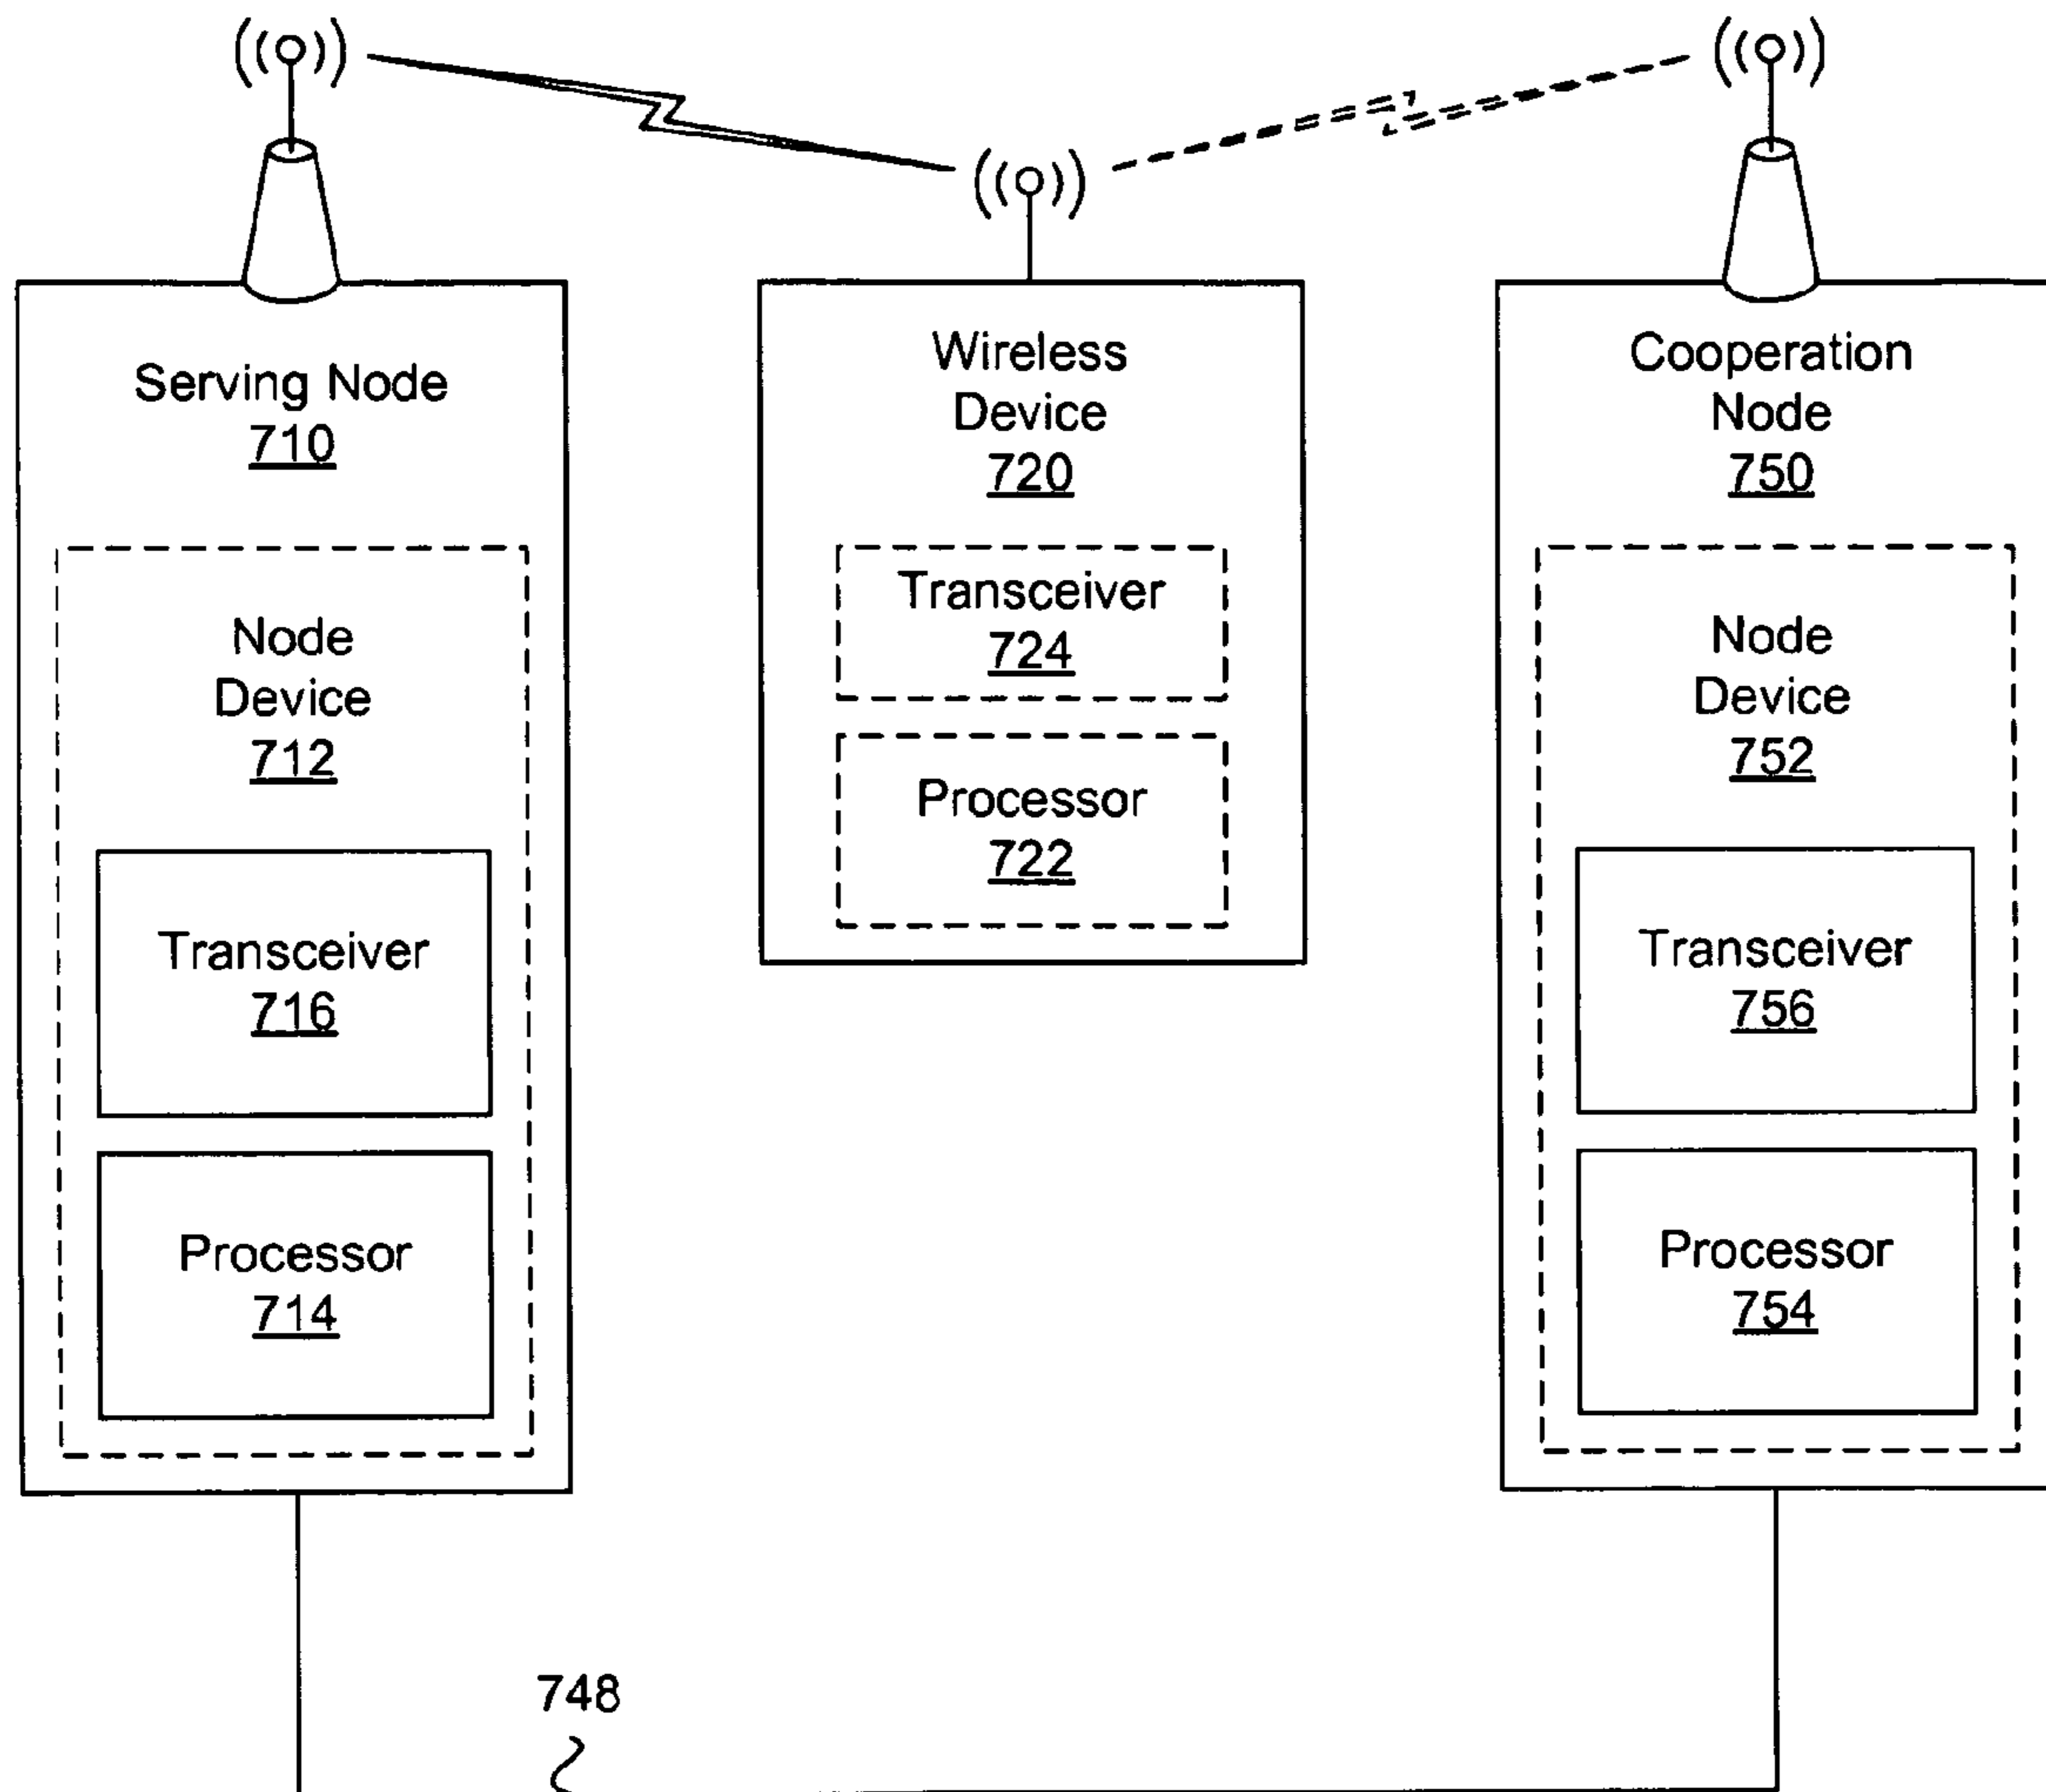 Serving Node
710
Node
Device
712
Transceiver
716
Processor
714
Wireless
Device
720
Transceiver
724
Processor
722
Cooperation
Node
750
Node
Device
752
Transceiver
756
Processor
754
748